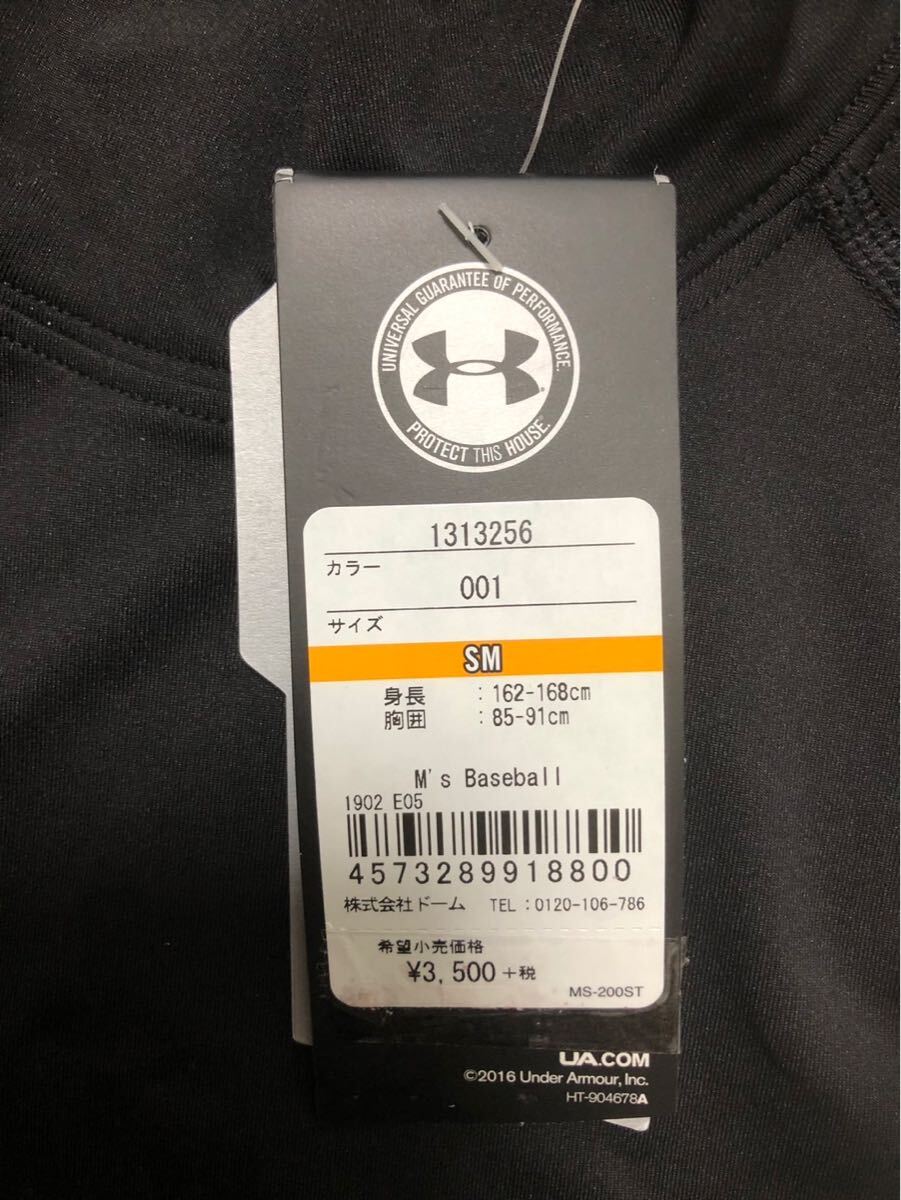 UNIVERSAL GUARANTEE OF PERFORMANCE.
PROTECT THIS HOUSE.
1313256
カラー
001
サイズ
SM
身長 : 162-168cm
胸囲 : 85-91cm
M's Baseball
1902 E05
4573289918800
株式会社ドーム TEL:0120-106-786
希望小売価格
¥3,500+税
MS-200ST
UA.COM
©2016 Under Armour, Inc.
HT-904678A